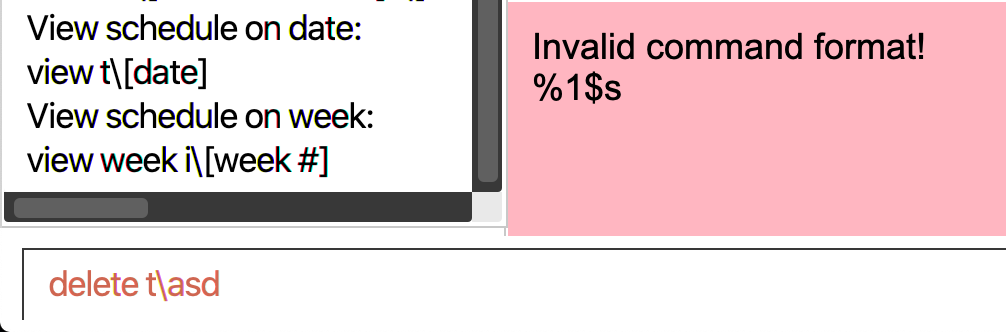 View schedule on date:
view t\[date]
View schedule on week:
view week i\[week #]
Invalid command format!
%1$s
delete t\asd